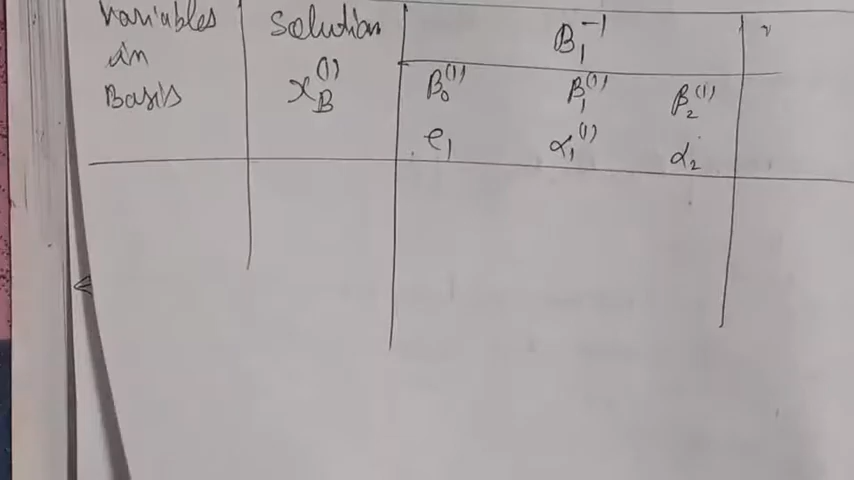 Variables
in
Basis
Solution
x_B^(1)
B_1^-1
β_0^(1) β_1^(1) β_2^(1)
e_1 α_1^(1) α_2